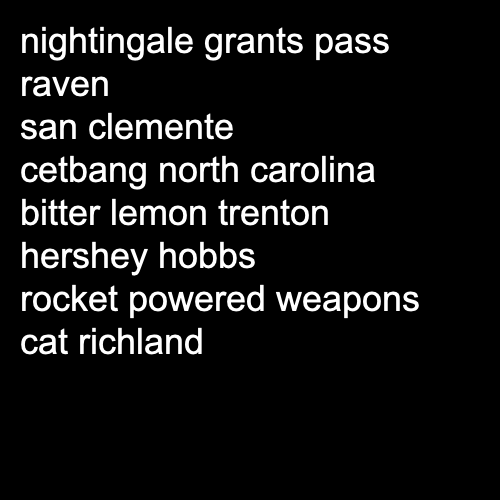 nightingale grants pass
raven
san clemente
cetbang north carolina
bitter lemon trenton
hershey hobbs
rocket powered weapons
cat richland